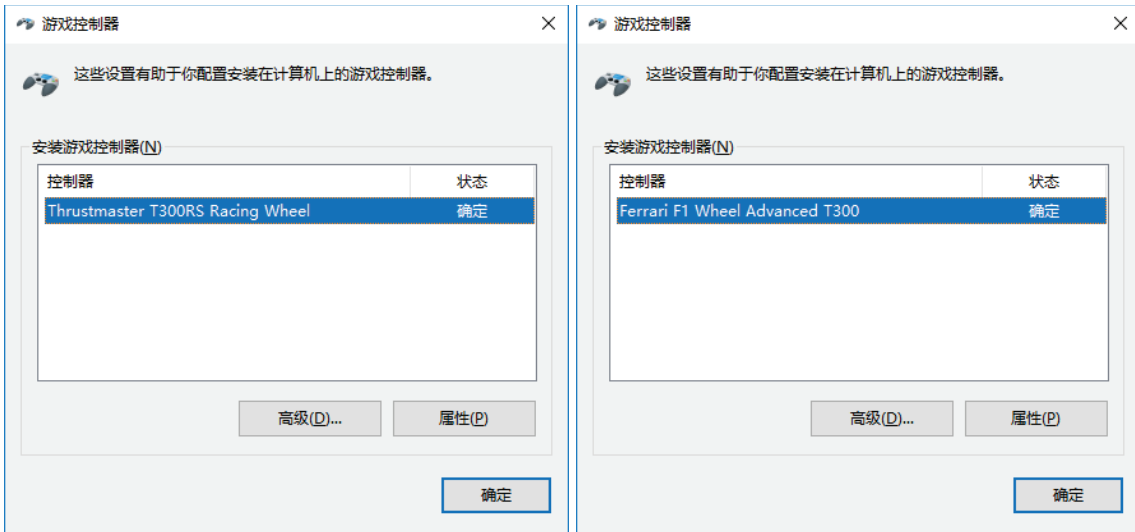 游戏控制器
这些设置有助于你配置安装在计算机上的游戏控制器。
安装游戏控制器(N)
控制器 状态
Thrustmaster T300RS Racing Wheel 确定
高级(D)... 属性(P)
确定
游戏控制器
这些设置有助于你配置安装在计算机上的游戏控制器。
安装游戏控制器(N)
控制器 状态
Ferrari F1 Wheel Advanced T300 确定
高级(D)... 属性(P)
确定